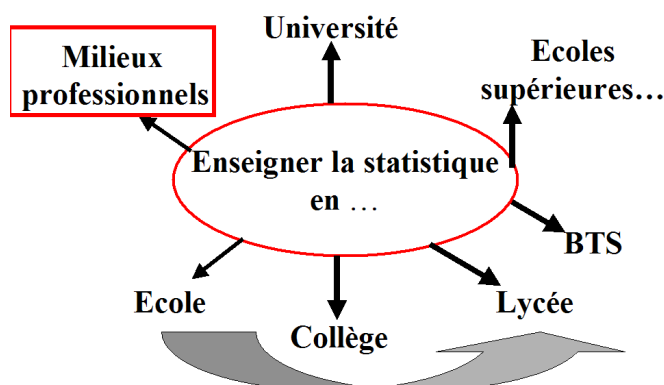 Université
Milieux
professionnels
Ecoles
supérieures…
Enseigner la statistique
en …
BTS
Ecole
Collège
Lycée